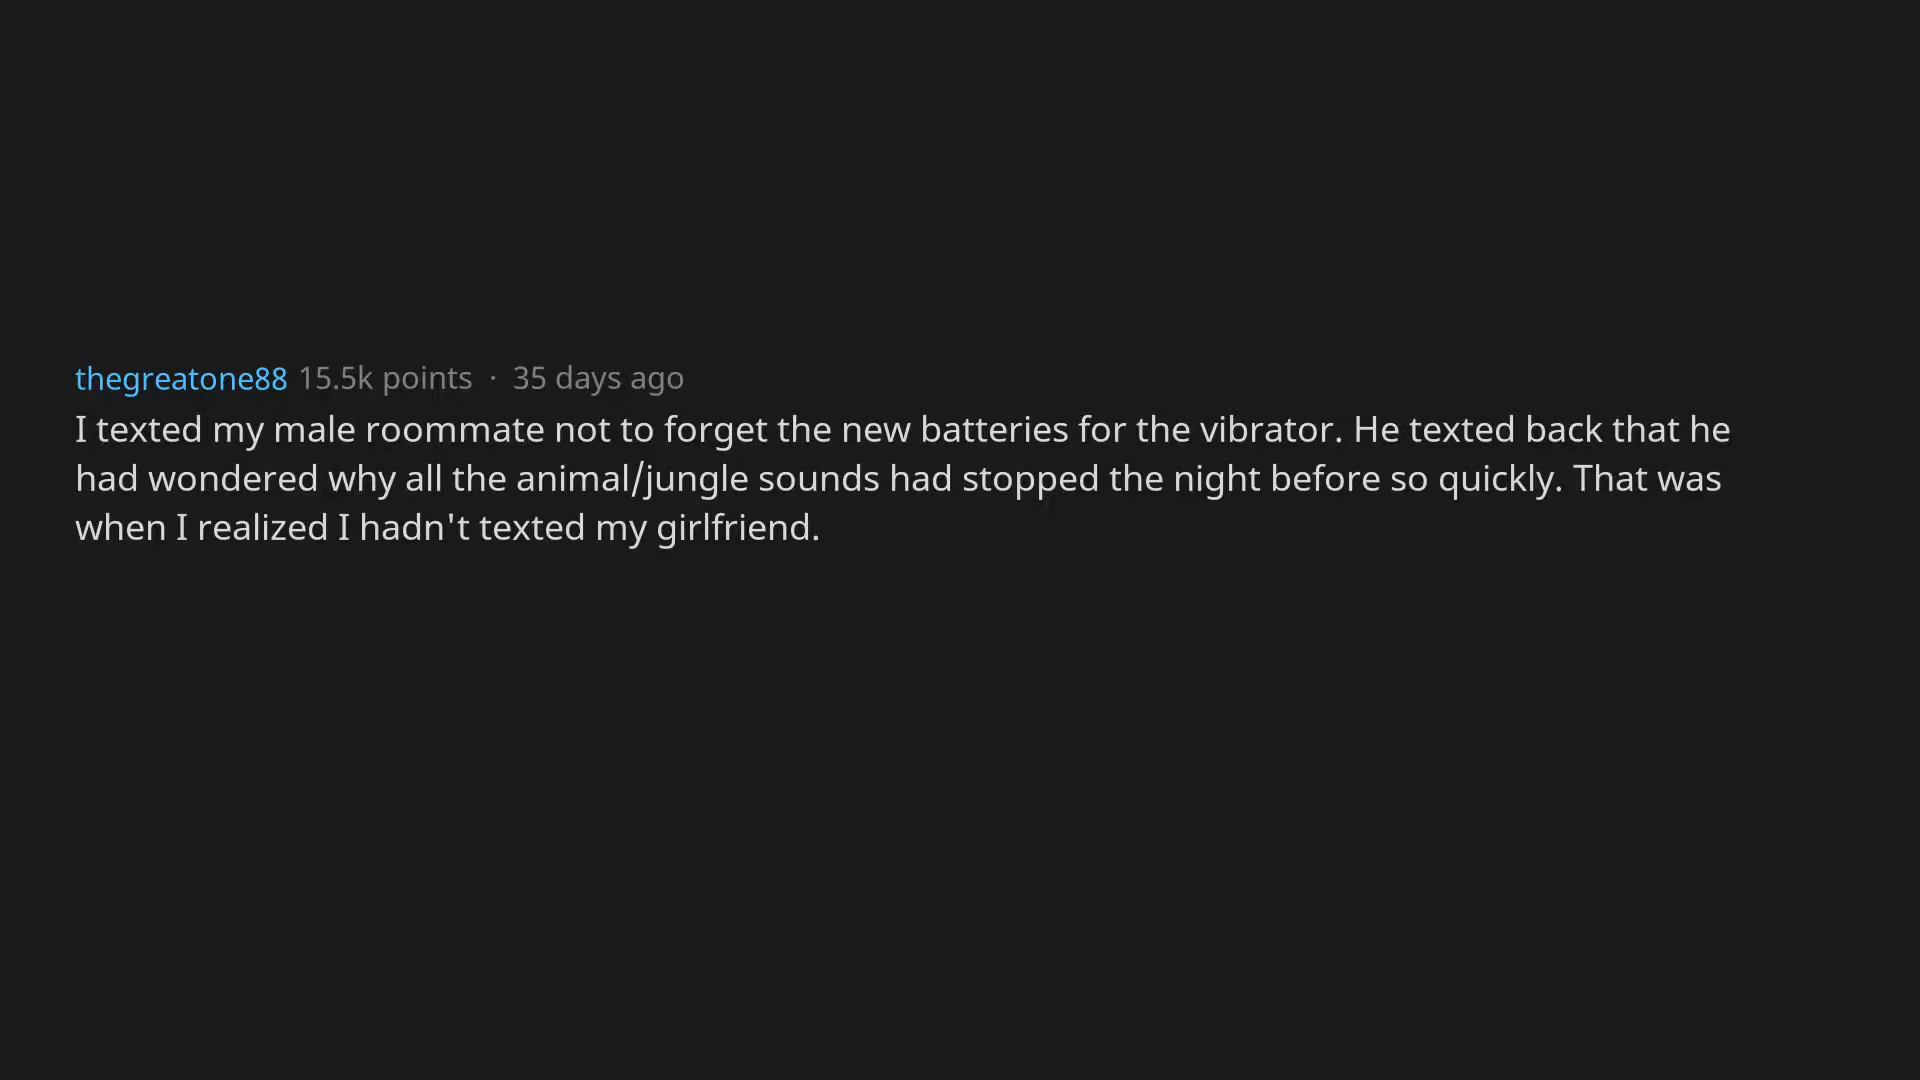 thegreatone88 15.5k points · 35 days ago
I texted my male roommate not to forget the new batteries for the vibrator. He texted back that he
had wondered why all the animal/jungle sounds had stopped the night before so quickly. That was
when I realized I hadn't texted my girlfriend.